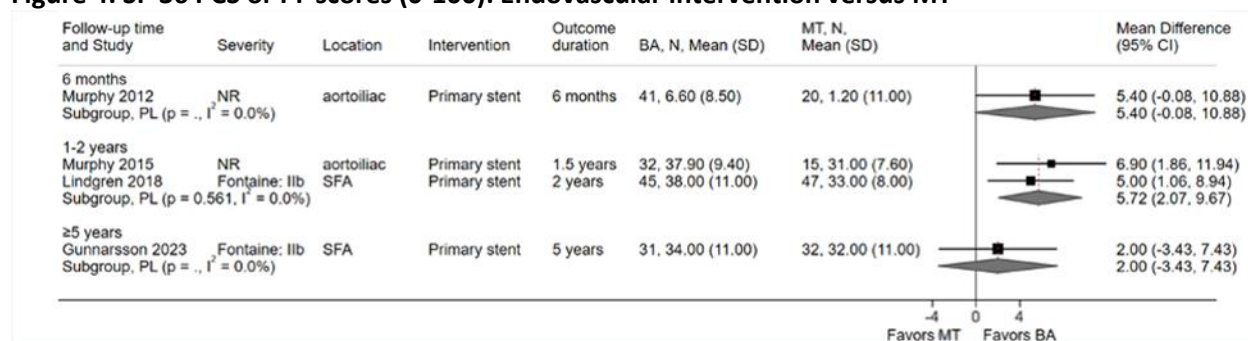 Figure 4. SF-36 PCS or PF scores (0-100): Endovascular intervention versus MT
Follow-up time and Study Severity Location Intervention Outcome duration BA, N, Mean (SD) MT, N, Mean (SD) Mean Difference (95% CI)
6 months
Murphy 2012 NR aortoiliac Primary stent 6 months 41, 6.60 (8.50) 20, 1.20 (11.00) 5.40 (-0.08, 10.88)
Subgroup, PL (p = ., I² = 0.0%) 5.40 (-0.08, 10.88)
1-2 years
Murphy 2015 NR aortoiliac Primary stent 1.5 years 32, 37.90 (9.40) 15, 31.00 (7.60) 6.90 (1.86, 11.94)
Lindgren 2018 Fontaine: IIb SFA Primary stent 2 years 45, 38.00 (11.00) 47, 33.00 (8.00) 5.00 (1.06, 8.94)
Subgroup, PL (p = 0.561, I² = 0.0%) 5.72 (2.07, 9.67)
≥5 years
Gunnarsson 2023 Fontaine: IIb SFA Primary stent 5 years 31, 34.00 (11.00) 32, 32.00 (11.00) 2.00 (-3.43, 7.43)
Subgroup, PL (p = ., I² = 0.0%) 2.00 (-3.43, 7.43)
-4 0 4
Favors MT Favors BA